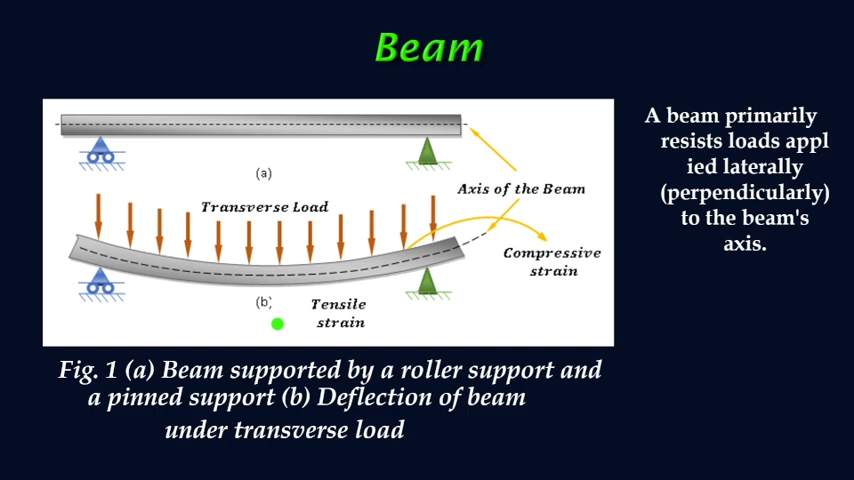 Beam
(a)
Axis of the Beam
Transverse Load
Compressive
strain
(b)
Tensile
strain
A beam primarily
resists loads appl
ied laterally
(perpendicularly)
to the beam's
axis.
Fig. 1 (a) Beam supported by a roller support and
a pinned support (b) Deflection of beam
under transverse load